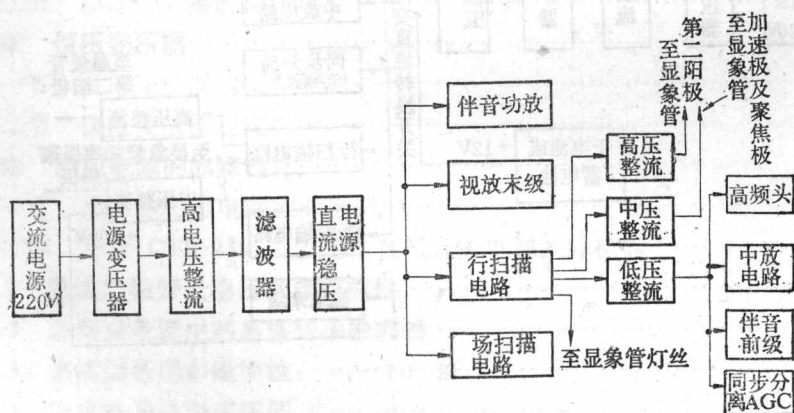 交流电源
220V
电源变压器
高电压整流
滤波器
电源
直流稳压
伴音功放
视放末级
行扫描
电路
场扫描
电路
高压
整流
中压
整流
低压
整流
至显象管
第二阳极
至显象管
加速极及聚焦极
至显象管灯丝
高频头
中放
电路
伴音
前级
同步分
离AGC